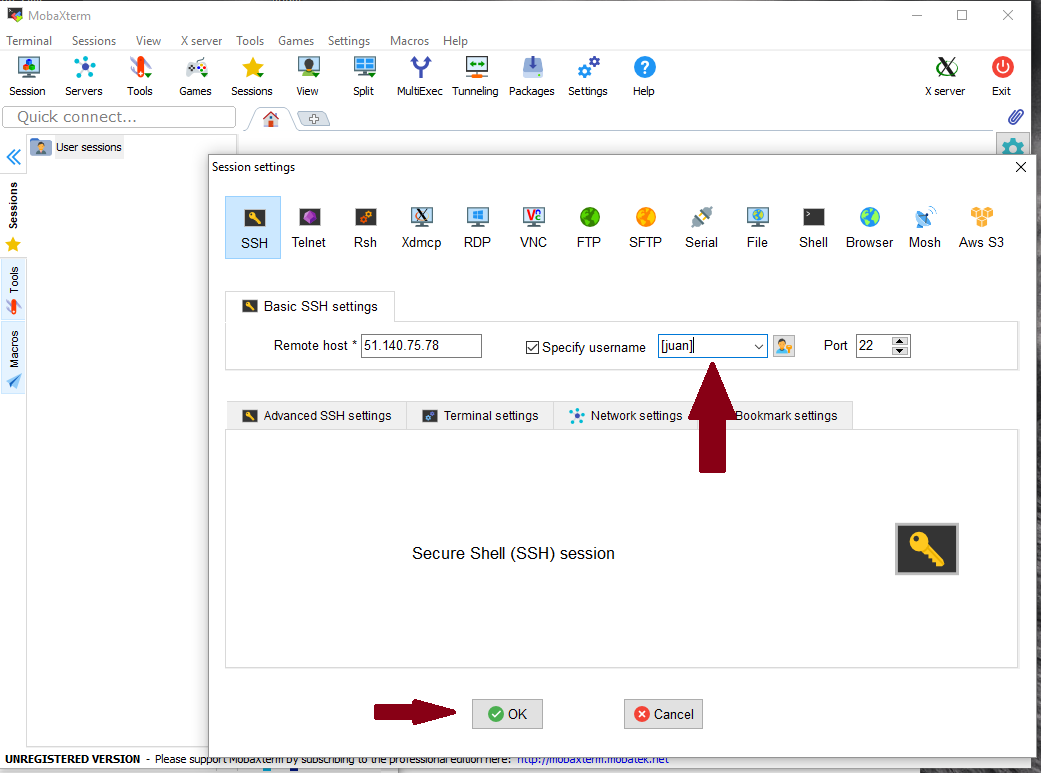 MobaXterm
Terminal Sessions View X server Tools Games Settings Macros Help
Session Servers Tools Games Sessions View Split MultiExec Tunneling Packages Settings Help X server Exit
Quick connect...
User sessions
Sessions
Tools
Macros
Session settings
SSH Telnet Rsh Xdmcp RDP VNC FTP SFTP Serial File Shell Browser Mosh Aws S3
Basic SSH settings
Remote host * 51.140.75.78 Specify username [juan] Port 22
Advanced SSH settings Terminal settings Network settings Bookmark settings
Secure Shell (SSH) session
OK Cancel
UNREGISTERED VERSION - Please support MobaXterm by subscribing to the professional edition here: http://mobaxterm.mobatek.net